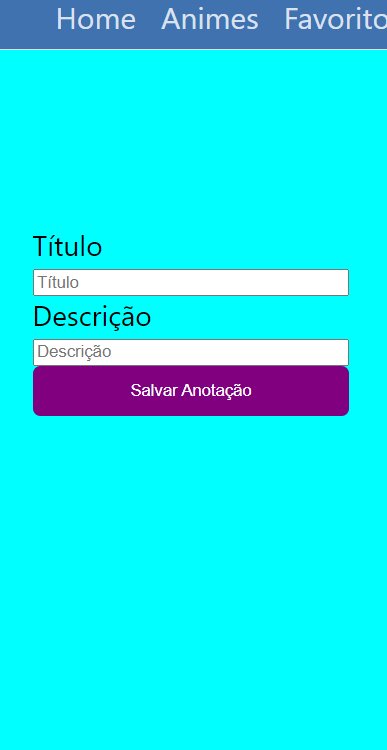 Home Animes Favorito
Título
Título
Descrição
Descrição
Salvar Anotação